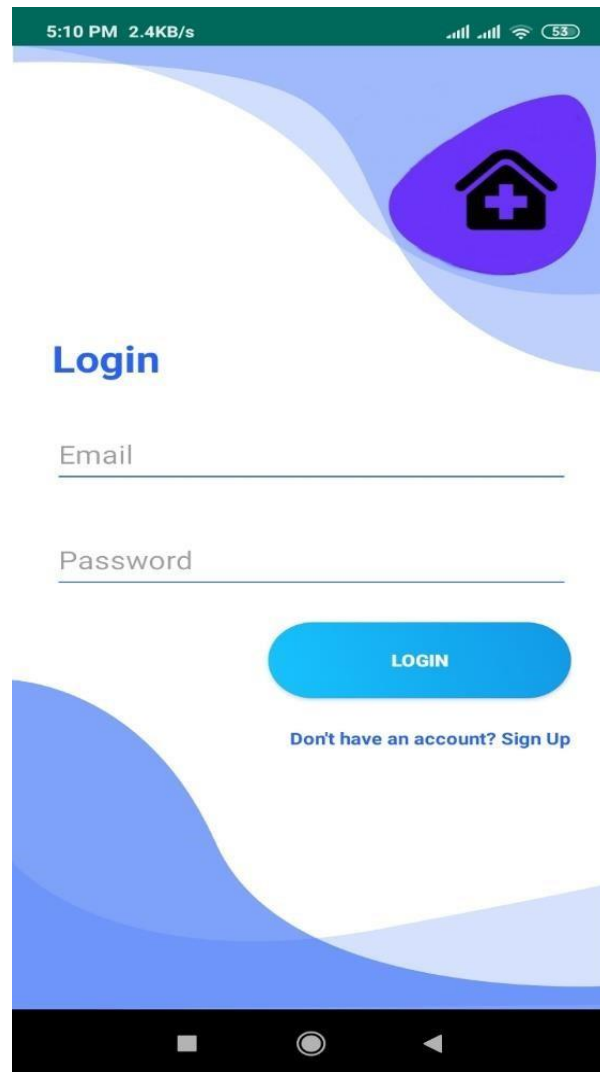 5:10 PM 2.4KB/s 53
Login
Email
Password
LOGIN
Don't have an account? Sign Up